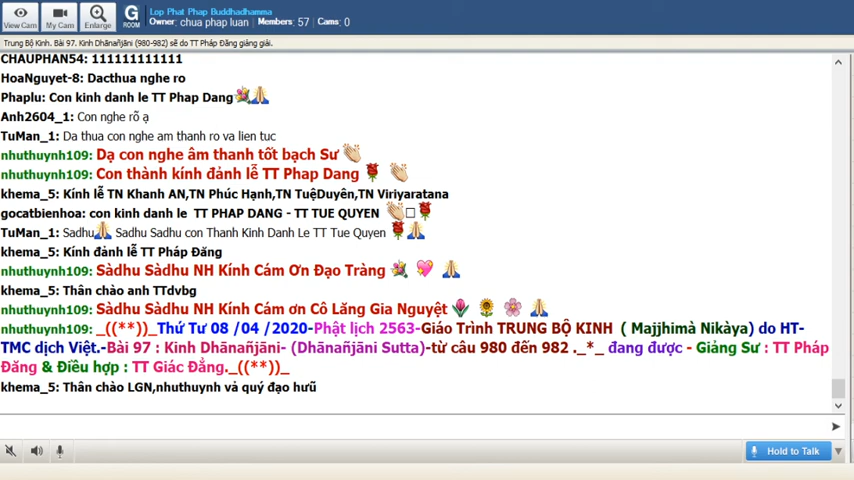 View Cam
My Cam
Enlarge
G
ROOM
Lop Phat Phap Buddhadhamma
Owner: chua phap luan Members: 57 Cams: 0
Trung Bộ Kinh. Bài 97. Kinh Dhānañjāni (980-982) sẽ do TT Pháp Đăng giảng giải.
CHAUPHAN54: 111111111111
HoaNguyet-8: Dacthua nghe ro
Phaplu: Con kinh danh le TT Phap Dang
Anh2604_1: Con nghe rõ ạ
TuMan_1: Da thua con nghe am thanh ro va lien tuc
nhuthuynh109: Dạ con nghe âm thanh tốt bạch Sư
nhuthuynh109: Con thành kính đảnh lễ TT Phap Dang
khema_5: Kính lễ TN Khanh AN,TN Phúc Hạnh,TN TuệDuyên,TN Viriyaratana
gocatbienhoa: con kinh danh le TT PHAP DANG - TT TUE QUYEN
TuMan_1: Sadhu Sadhu Sadhu con Thanh Kinh Danh Le TT Tue Quyen
khema_5: Kính đảnh lễ TT Pháp Đăng
nhuthuynh109: Sàdhu Sàdhu NH Kính Cám Ơn Đạo Tràng
khema_5: Thân chào anh TTdvbg
nhuthuynh109: Sàdhu Sàdhu NH Kính Cám ơn Cô Lăng Gia Nguyệt
nhuthuynh109: _((**))_Thứ Tư 08 /04 /2020-Phật lịch 2563-Giáo Trình TRUNG BỘ KINH ( Majjhimà Nikàya) do HT-
TMC dịch Việt.-Bài 97 : Kinh Dhānañjāni- (Dhānañjāni Sutta)-từ câu 980 đến 982 ._*_ đang được - Giảng Sư : TT Pháp
Đăng & Điều hợp : TT Giác Đẳng._((**))_
khema_5: Thân chào LGN,nhuthuynh và quý đạo hưũ
Hold to Talk